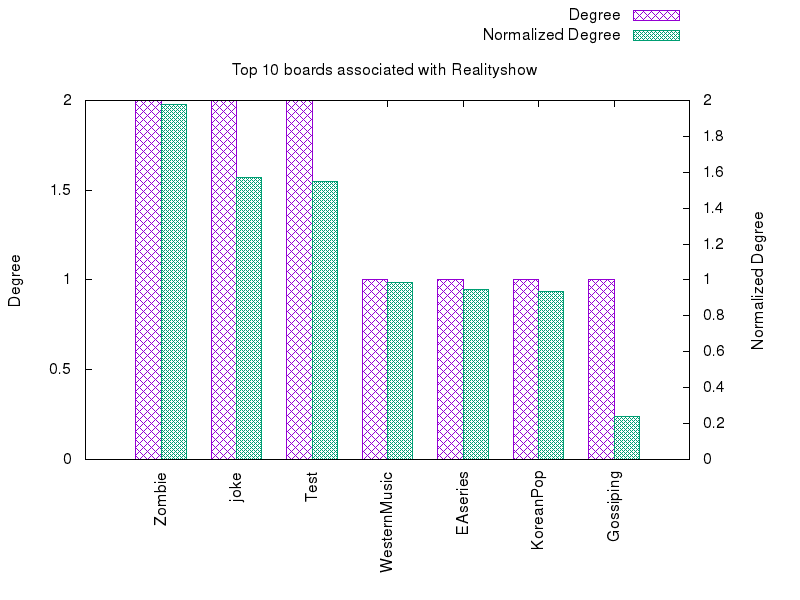 Degree
Normalized Degree
Top 10 boards associated with Realityshow
2
1.5
1
0.5
0
Degree
2
1.8
1.6
1.4
1.2
1
0.8
0.6
0.4
0.2
0
Normalized Degree
Zombie
joke
Test
WesternMusic
EAseries
KoreanPop
Gossiping